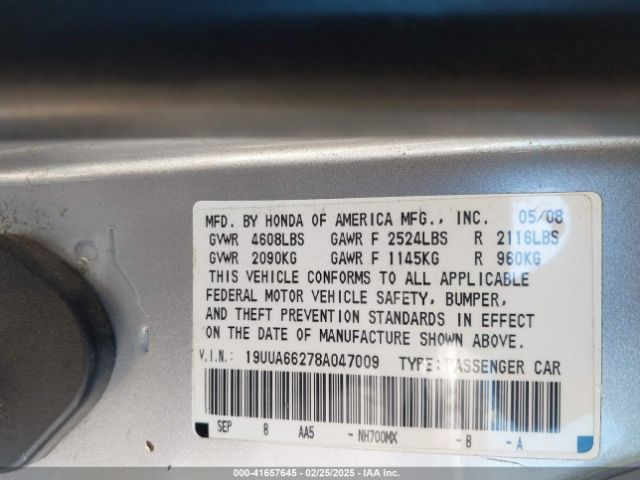 MFD. BY HONDA OF AMERICA MFG., INC. 05/08
GVWR 4608LBS GAWR F 2524LBS R 2116LBS
GVWR 2090KG GAWR F 1145KG R 960KG
THIS VEHICLE CONFORMS TO ALL APPLICABLE
FEDERAL MOTOR VEHICLE SAFETY, BUMPER,
AND THEFT PREVENTION STANDARDS IN EFFECT
ON THE DATE OF MANUFACTURE SHOWN ABOVE.
V.I.N.: 19UUA66278A047009 TYPE: PASSENGER CAR
SEP 8 AA5 - NH700MX - B - A
000-41657645 - 02/25/2025 - IAA Inc.